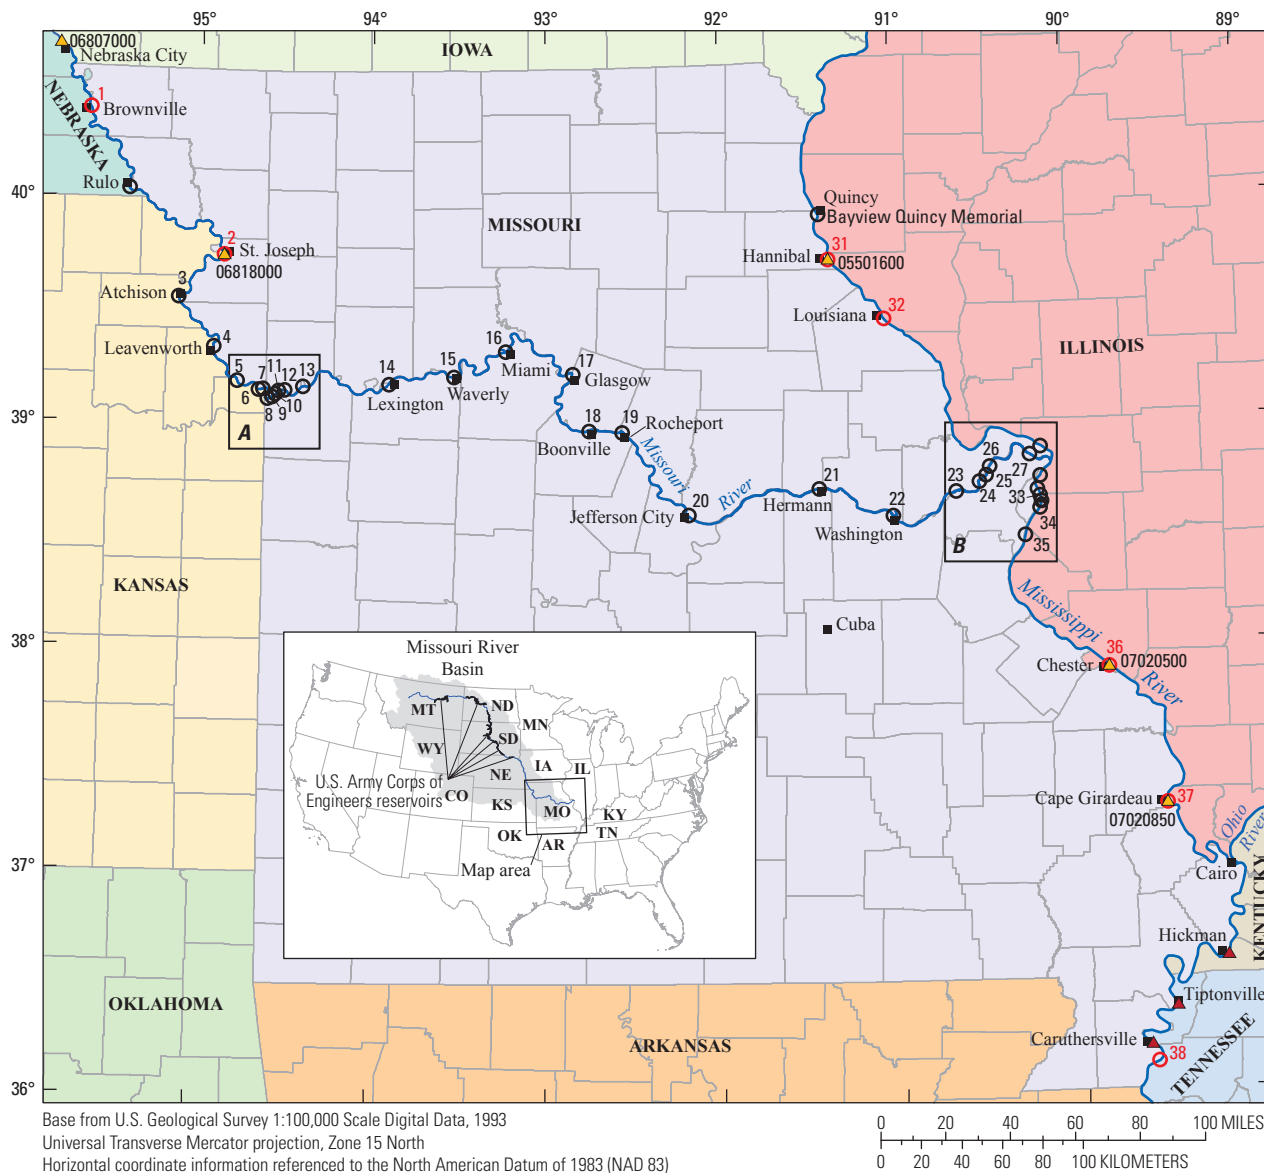 95° 94° 93° 92° 91° 90° 89°
06807000
Nebraska City
IOWA
1
Brownville
NEBRASKA
Rulo
40°
MISSOURI
Quincy
Bayview Quincy Memorial
2
St. Joseph
06818000
31
Hannibal
05501600
3
Atchison
32
Louisiana
4
Leavenworth
ILLINOIS
16
Miami
17
Glasgow
15
Waverly
14
Lexington
5
6
7
8
9
10
11
12
13
A
39°
18
Boonville
19
Rocheport
Missouri
River
20
Jefferson City
21
Hermann
22
Washington
23
24
25
26
27
33
34
35
B
KANSAS
Mississippi
River
38°
Cuba
36
Chester
07020500
Missouri River
Basin
MT
ND
MN
WY
SD
IA
IL
NE
U.S. Army Corps of
Engineers reservoirs
CO
KS
MO
KY
OK
TN
AR
Map area
Cape Girardeau
37
07020850
Ohio
River
37°
Cairo
KENTUCKY
Hickman
OKLAHOMA
Tiptonville
ARKANSAS
Caruthersville
38
TENNESSEE
36°
Base from U.S. Geological Survey 1:100,000 Scale Digital Data, 1993
Universal Transverse Mercator projection, Zone 15 North
Horizontal coordinate information referenced to the North American Datum of 1983 (NAD 83)
0 20 40 60 80 100 MILES
0 20 40 60 80 100 KILOMETERS